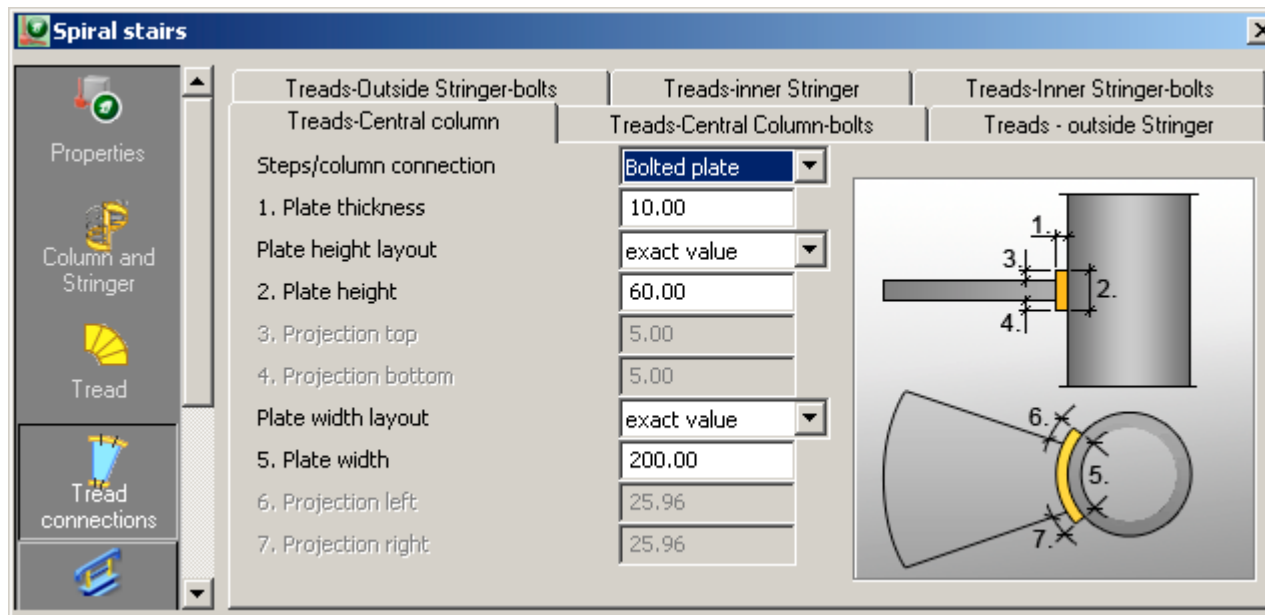 Spiral stairs
Properties
Column and
Stringer
Tread
Tread
connections
Treads-Outside Stringer-bolts
Treads-inner Stringer
Treads-Inner Stringer-bolts
Treads-Central column
Treads-Central Column-bolts
Treads - outside Stringer
Steps/column connection Bolted plate
1. Plate thickness 10.00
Plate height layout exact value
2. Plate height 60.00
3. Projection top 5.00
4. Projection bottom 5.00
Plate width layout exact value
5. Plate width 200.00
6. Projection left 25.96
7. Projection right 25.96
1.
3.
2.
4.
6.
5.
7.